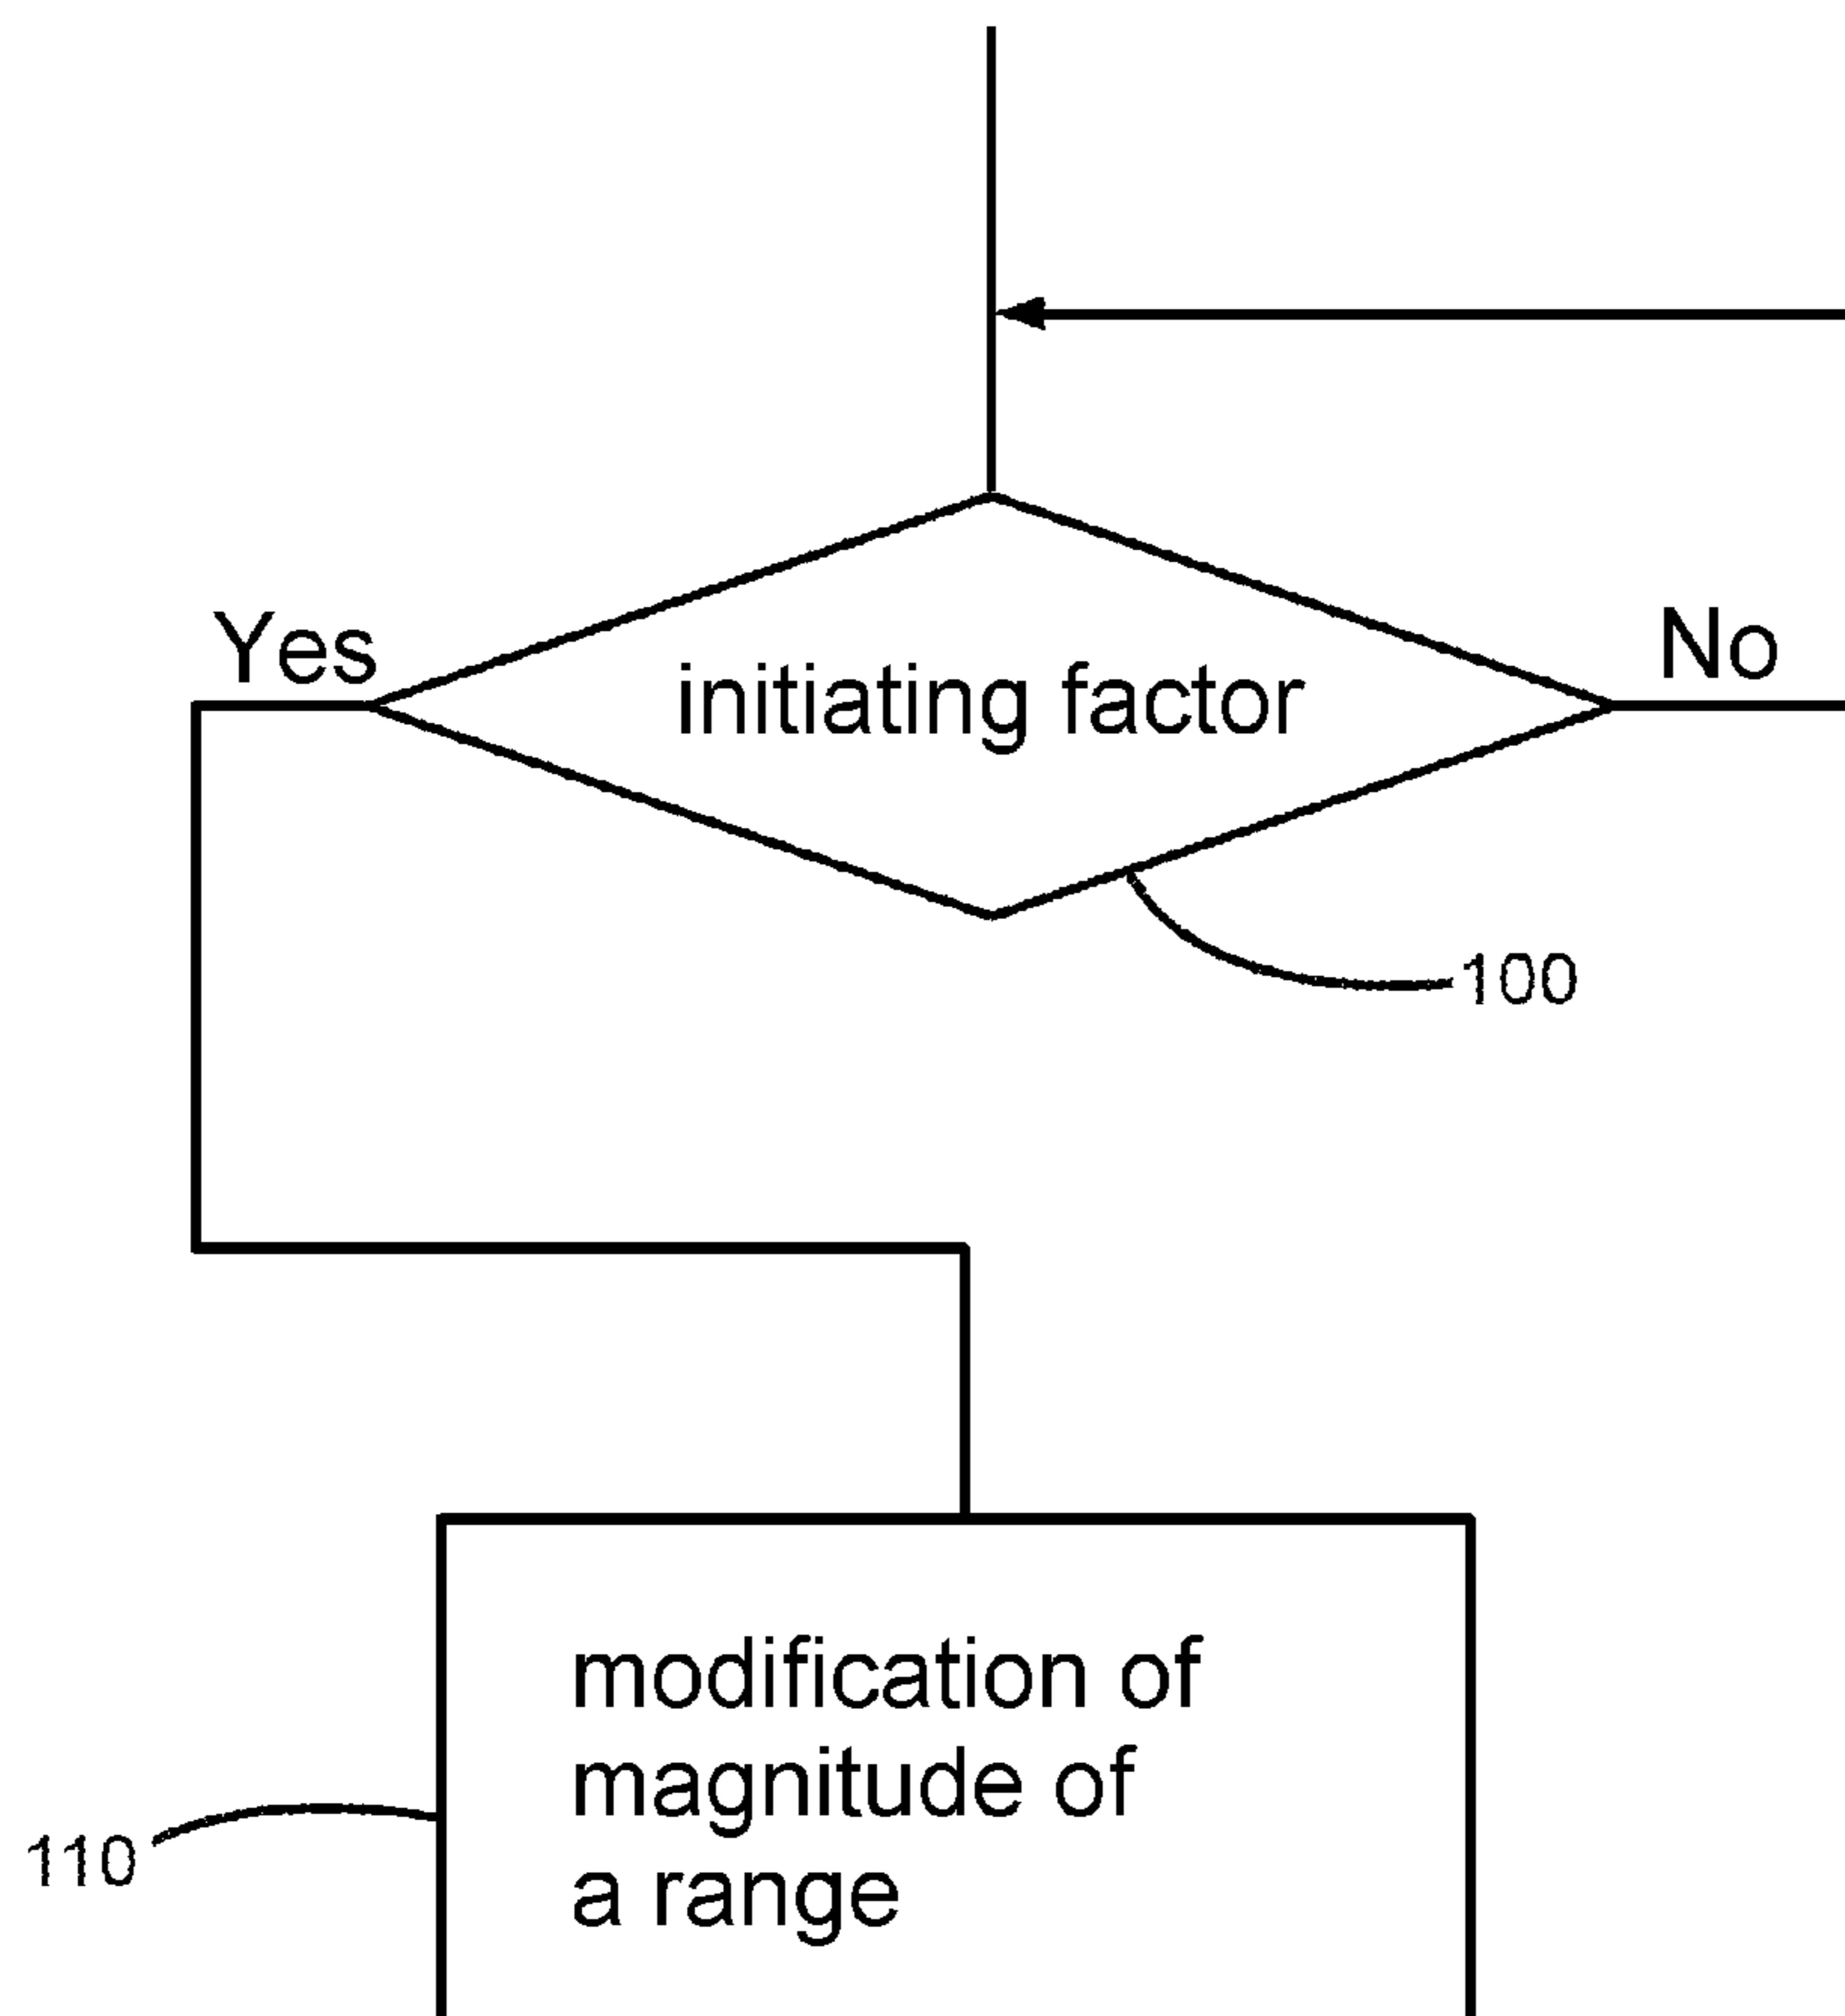 Yes
No
initiating factor
100
modification of
magnitude of
a range
110